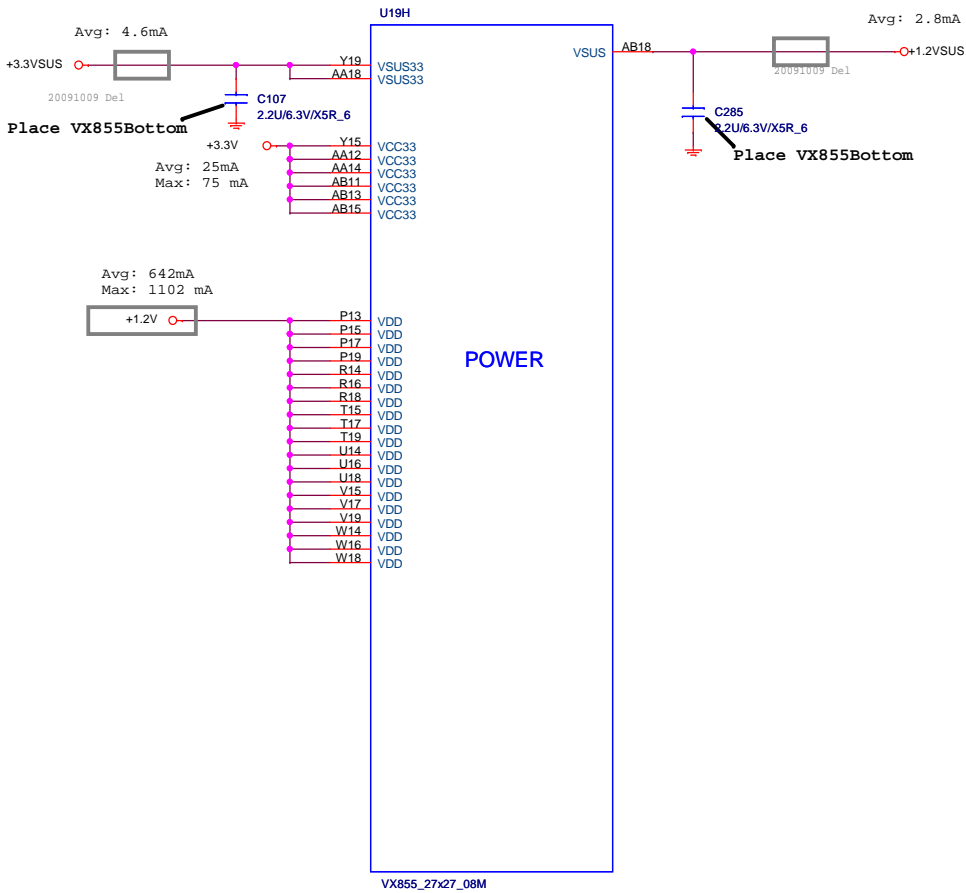 U19H
Avg: 4.6mA
Avg: 2.8mA
+3.3VSUS
Y19
VSUS33
AA18
VSUS33
VSUS
AB18
+1.2VSUS
20091009 Del
20091009 Del
C107
2.2U/6.3V/X5R_6
Place VX855Bottom
C285
2.2U/6.3V/X5R_6
Place VX855Bottom
+3.3V
Avg: 25mA
Max: 75 mA
Y15
VCC33
AA12
VCC33
AA14
VCC33
AB11
VCC33
AB13
VCC33
AB15
VCC33
Avg: 642mA
Max: 1102 mA
+1.2V
P13
VDD
P15
VDD
P17
VDD
P19
VDD
R14
VDD
R16
VDD
R18
VDD
T15
VDD
T17
VDD
T19
VDD
U14
VDD
U16
VDD
U18
VDD
V15
VDD
V17
VDD
V19
VDD
W14
VDD
W16
VDD
W18
VDD
POWER
VX855_27x27_08M